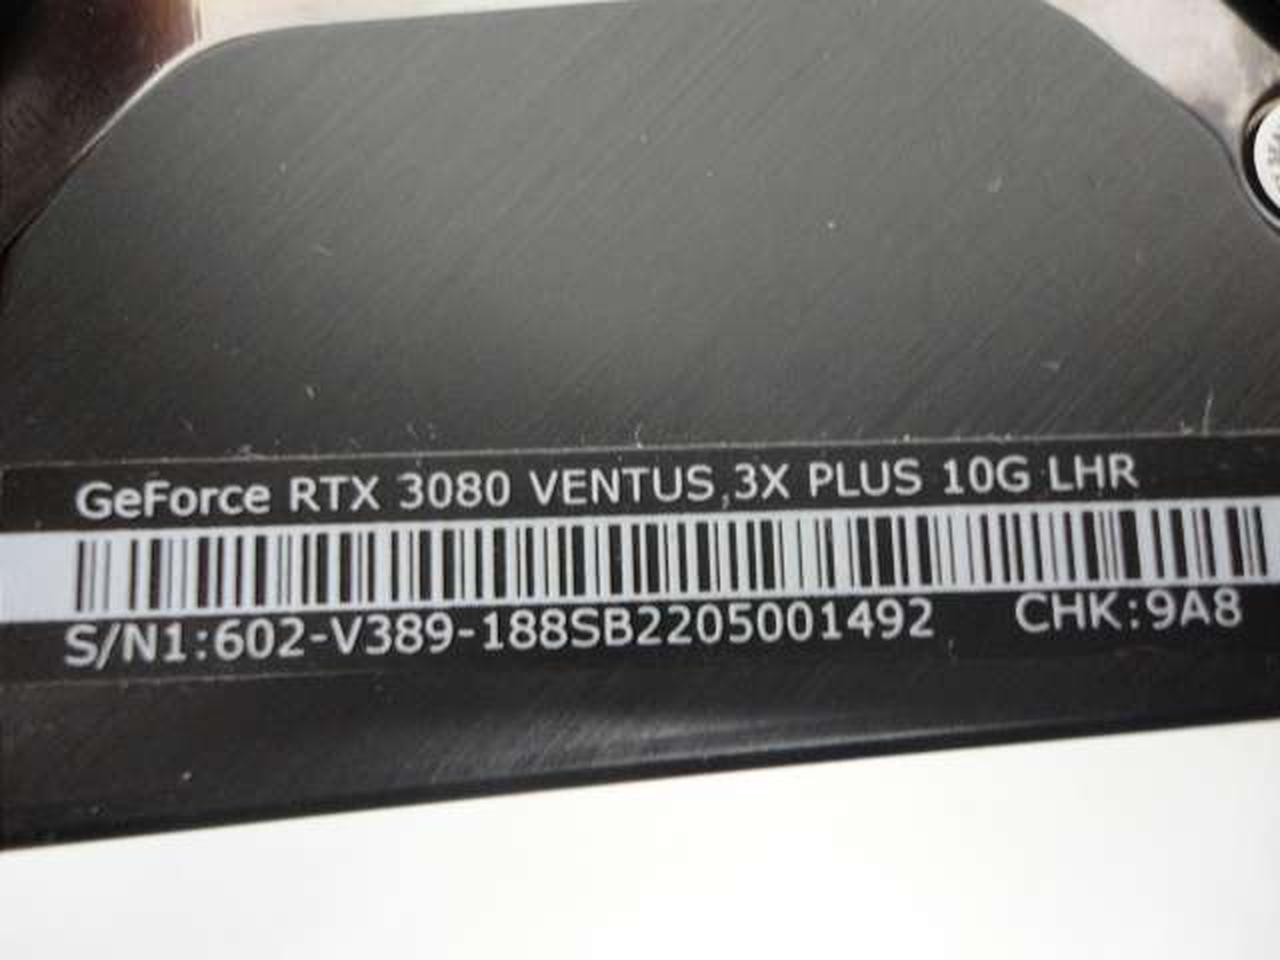 GeForce RTX 3080 VENTUS 3X PLUS 10G LHR
S/N1:602-V389-188SB2205001492 CHK:9A8